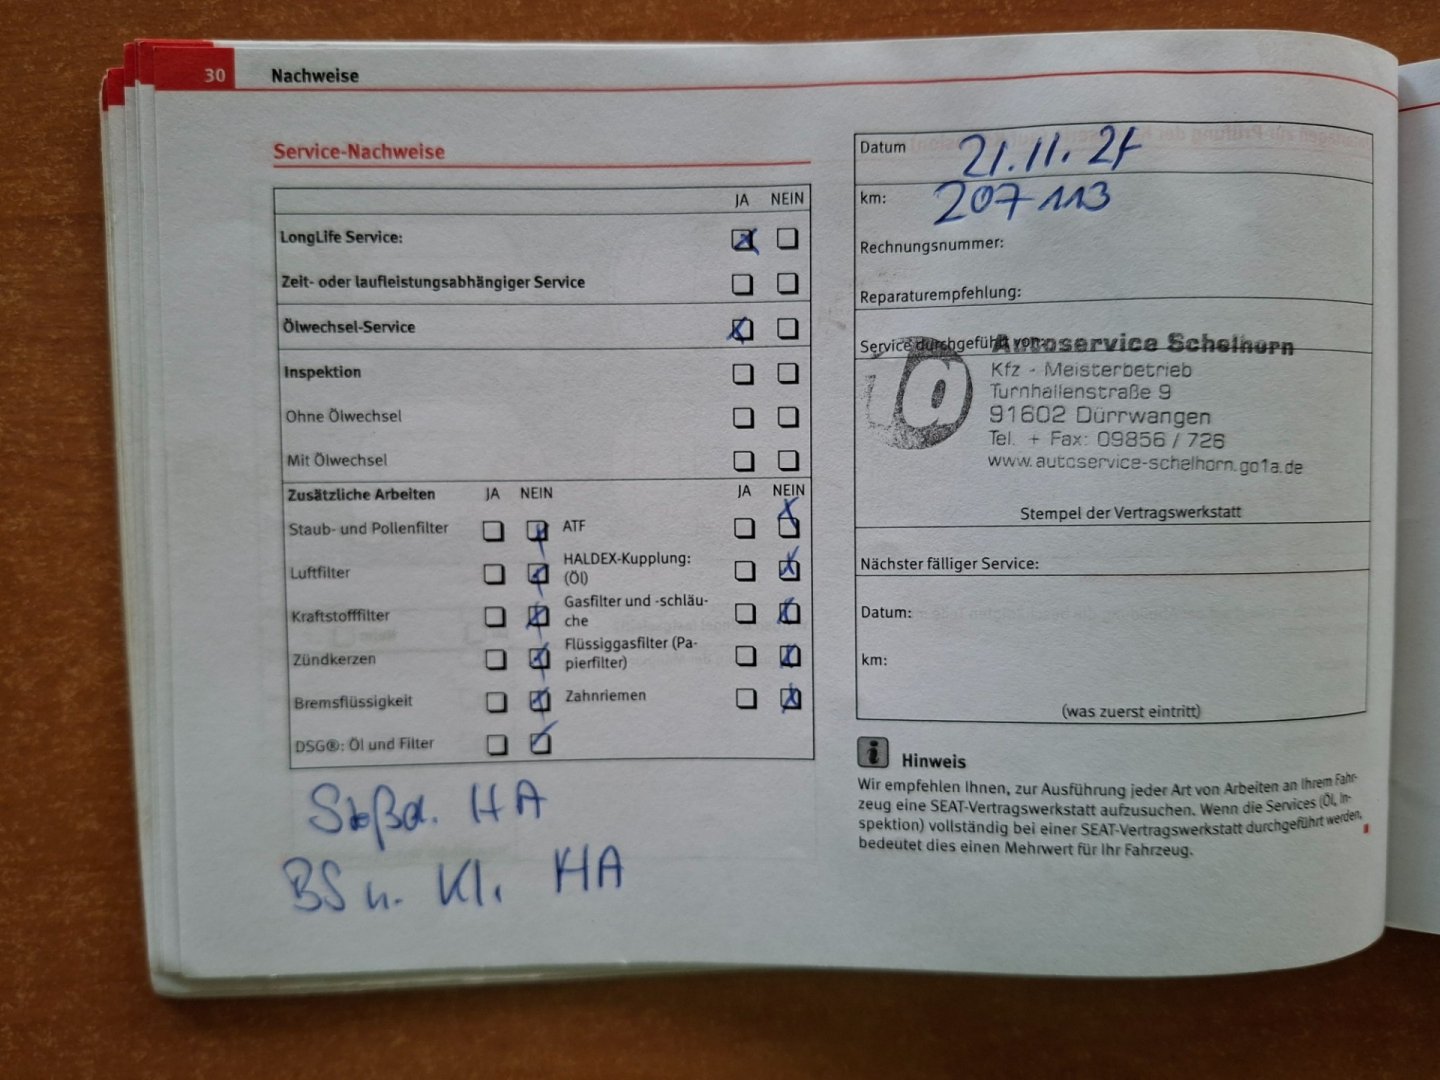 30 Nachweise
Service-Nachweise
JA NEIN
LongLife Service:
Zeit- oder laufleistungsabhängiger Service
Ölwechsel-Service
Inspektion
Ohne Ölwechsel
Mit Ölwechsel
Zusätzliche Arbeiten JA NEIN JA NEIN
Staub- und Pollenfilter
ATF
Luftfilter
HALDEX-Kupplung:
(Öl)
Kraftstofffilter
Gasfilter und -schläu-
che
Zündkerzen
Flüssiggasfilter (Pa-
pierfilter)
Bremsflüssigkeit
Zahnriemen
DSG®: Öl und Filter
Stoßd. HA
BS u. Kl. HA
Datum 21.11.
km: 207113
Rechnungsnummer:
Reparaturempfehlung:
Service durchgeführt von:
Autoservice Schelhorn
Kfz - Meisterbetrieb
Turnhallenstraße 9
91602 Dürrwangen
Tel. + Fax: 09856 / 726
www.autoservice-schelhorn.go1a.de
Stempel der Vertragswerkstatt
Nächster fälliger Service:
Datum:
km:
(was zuerst eintritt)
i Hinweis
Wir empfehlen Ihnen, zur Ausführung jeder Art von Arbeiten an Ihrem Fahr-
zeug eine SEAT-Vertragswerkstatt aufzusuchen. Wenn die Services (Öl, In-
spektion) vollständig bei einer SEAT-Vertragswerkstatt durchgeführt werden,
bedeutet dies einen Mehrwert für Ihr Fahrzeug.